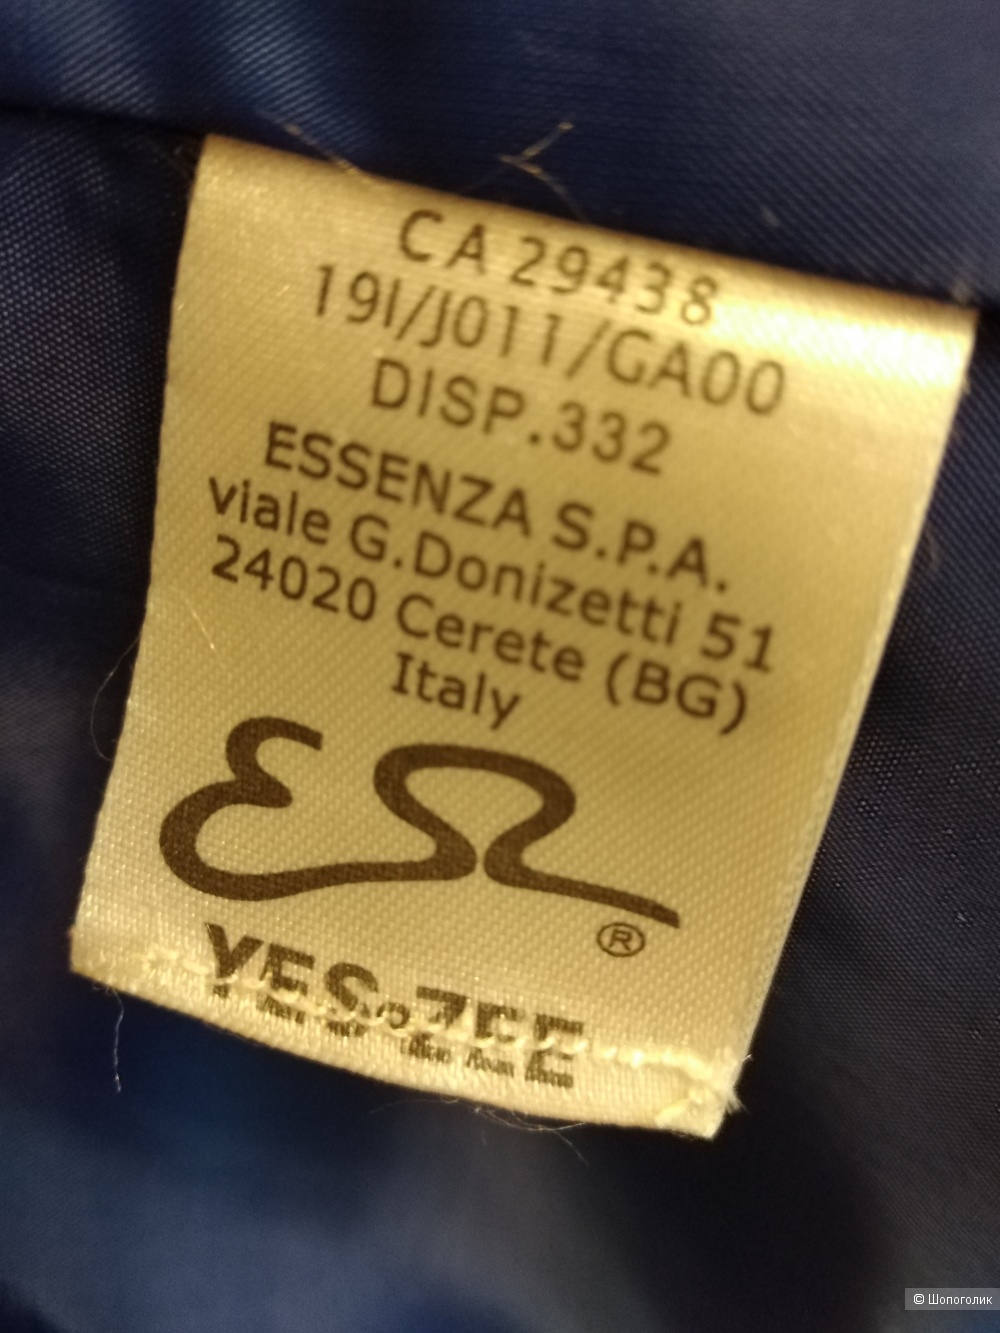 CA 29438
19I/J011/GA00
DISP.332
ESSENZA S.P.A.
viale G.Donizetti 51
24020 Cerete (BG)
Italy
®
YES·ZEE
© Шопоголик